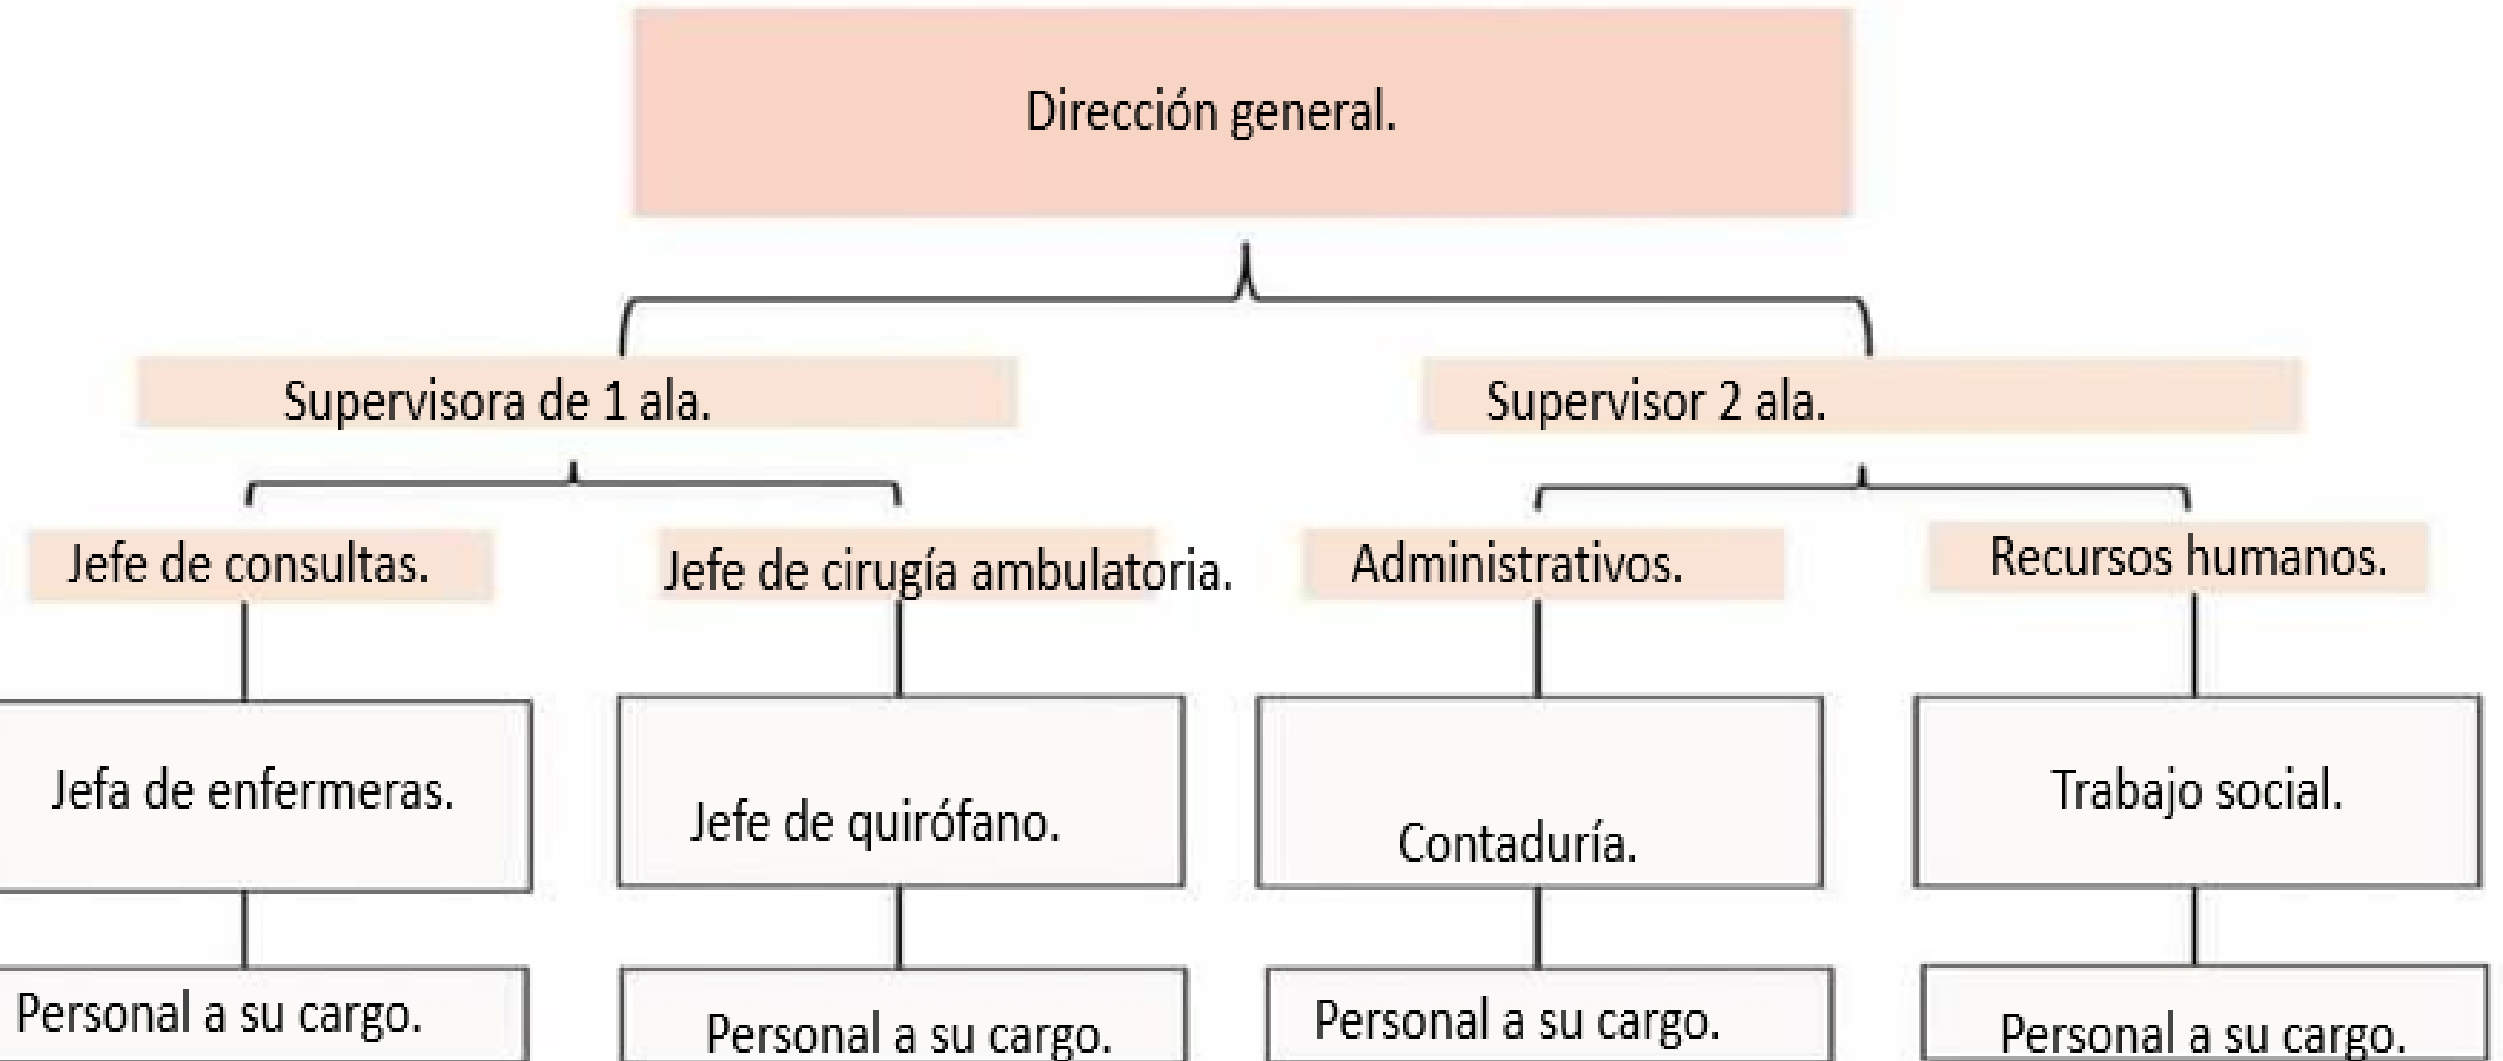 Dirección general.
Supervisora de 1 ala.
Supervisor 2 ala.
Jefe de consultas.
Jefe de cirugía ambulatoria.
Administrativos.
Recursos humanos.
Jefa de enfermeras.
Jefe de quirófano.
Contaduría.
Trabajo social.
Personal a su cargo.
Personal a su cargo.
Personal a su cargo.
Personal a su cargo.